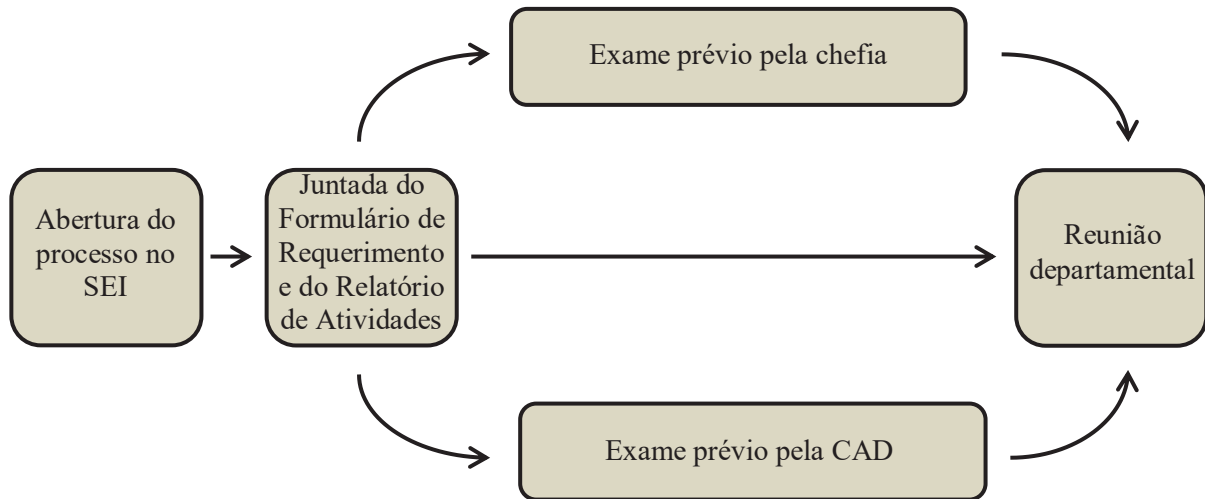 Exame prévio pela chefia
Abertura do
processo no
SEI
Juntada do
Formulário de
Requerimento
e do Relatório
de Atividades
Reunião
departamental
Exame prévio pela CAD